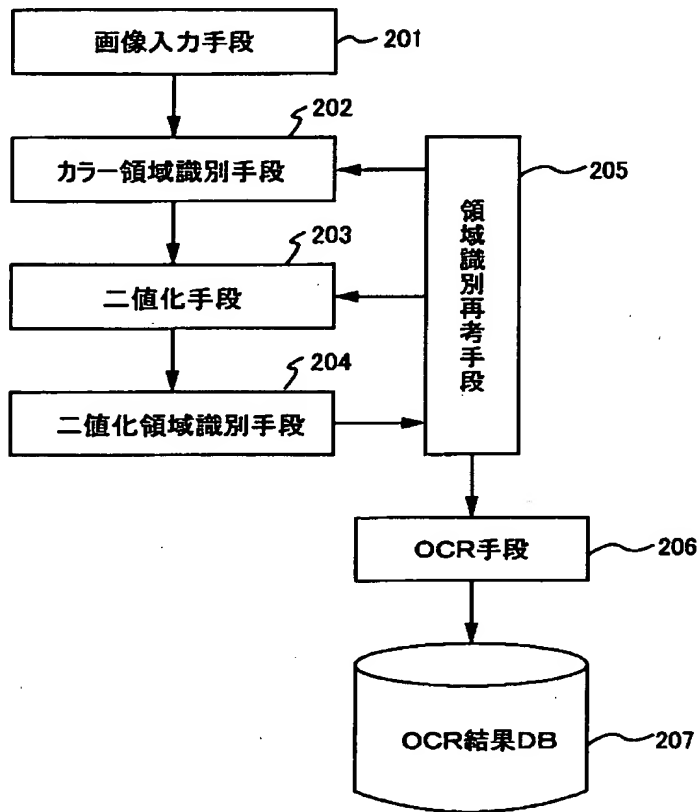 画像入力手段
201
202
カラー領域識別手段
205
領域識別再考手段
203
二値化手段
204
二値化領域識別手段
OCR手段
206
OCR結果DB
207